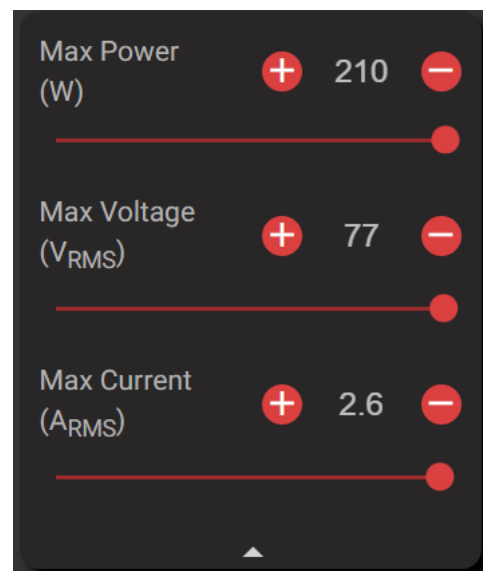 Max Power
(W)
+ 210 −
Max Voltage
(VRMS)
+ 77 −
Max Current
(ARMS)
+ 2.6 −